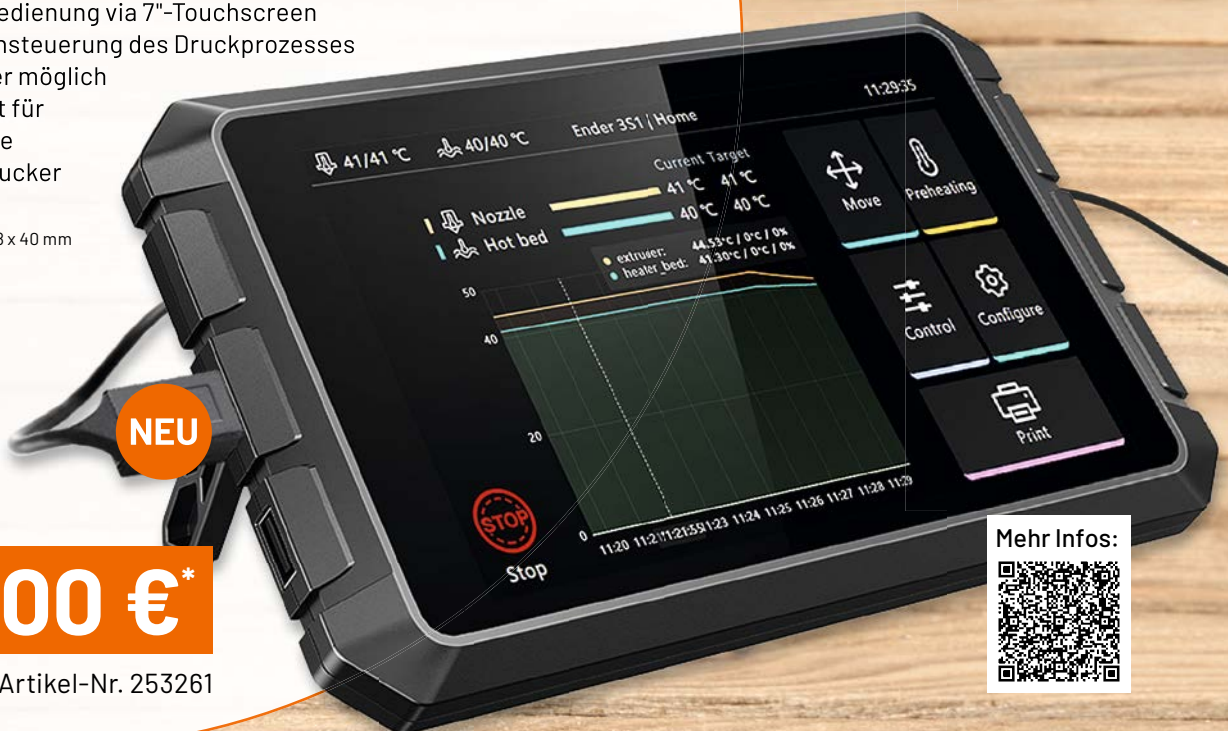 edienung via 7"-Touchscreen
nsteuerung des Druckprozesses
er möglich
t für
e
ucker
3 x 40 mm
NEU
00 €*
Artikel-Nr. 253261
41/41 °C 40/40 °C Ender 3S1 | Home 11:29:35
Current Target
Nozzle 41 °C 41 °C
Hot bed 40 °C 40 °C
extruder: 44.53°C / 0°C / 0%
heater_bed: 41.30°C / 0°C / 0%
50
40
20
0
11:20 11:21:55 11:23 11:24 11:25 11:26 11:27 11:28 11:29
STOP
Stop
Move
Preheating
Control
Configure
Print
Mehr Infos: